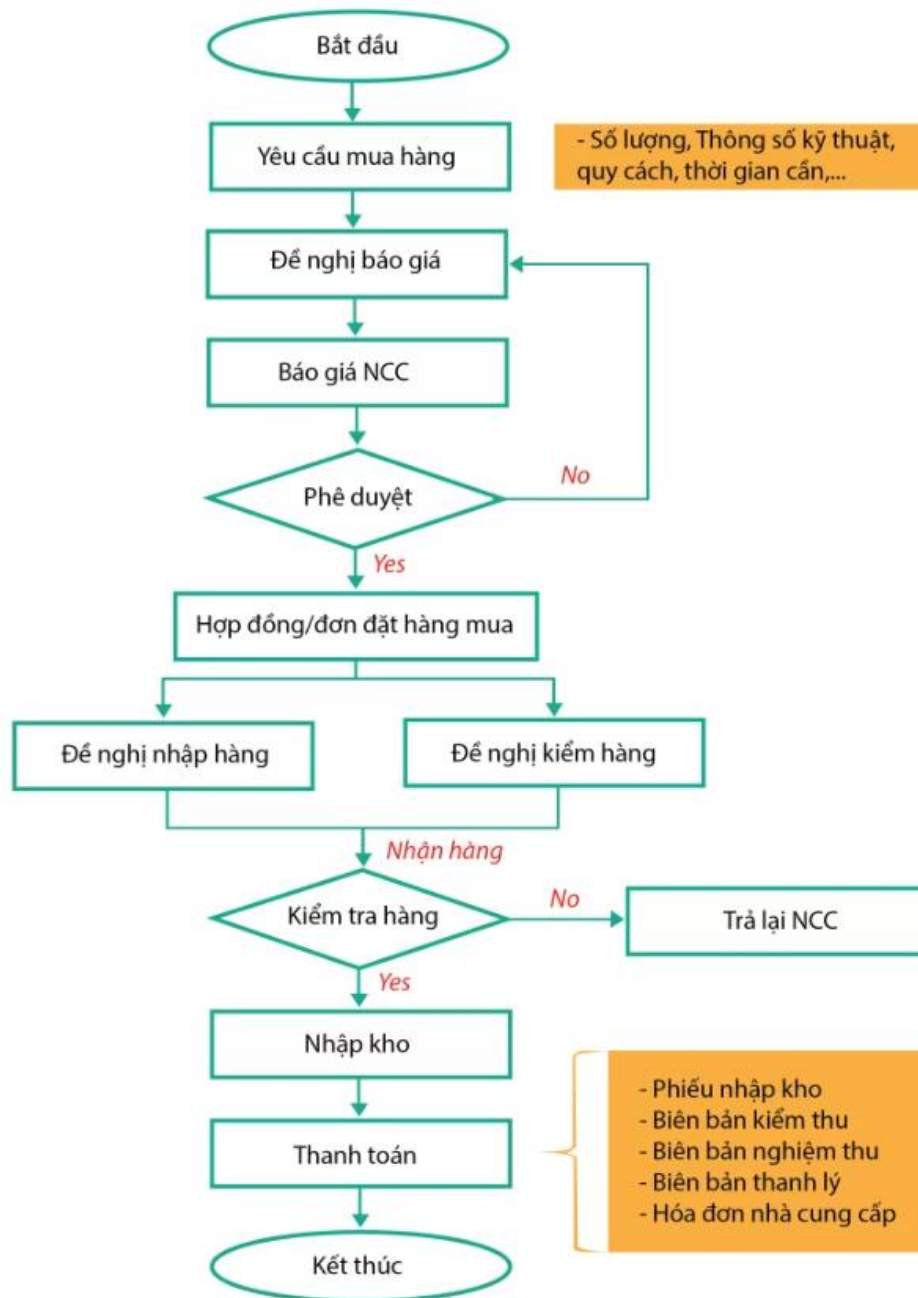 Bắt đầu
Yêu cầu mua hàng
- Số lượng, Thông số kỹ thuật,
quy cách, thời gian cần,...
Đề nghị báo giá
Báo giá NCC
Phê duyệt
No
Yes
Hợp đồng/đơn đặt hàng mua
Đề nghị nhập hàng
Đề nghị kiểm hàng
Nhận hàng
Kiểm tra hàng
No
Trả lại NCC
Yes
Nhập kho
Thanh toán
- Phiếu nhập kho
- Biên bản kiểm thu
- Biên bản nghiệm thu
- Biên bản thanh lý
- Hóa đơn nhà cung cấp
Kết thúc